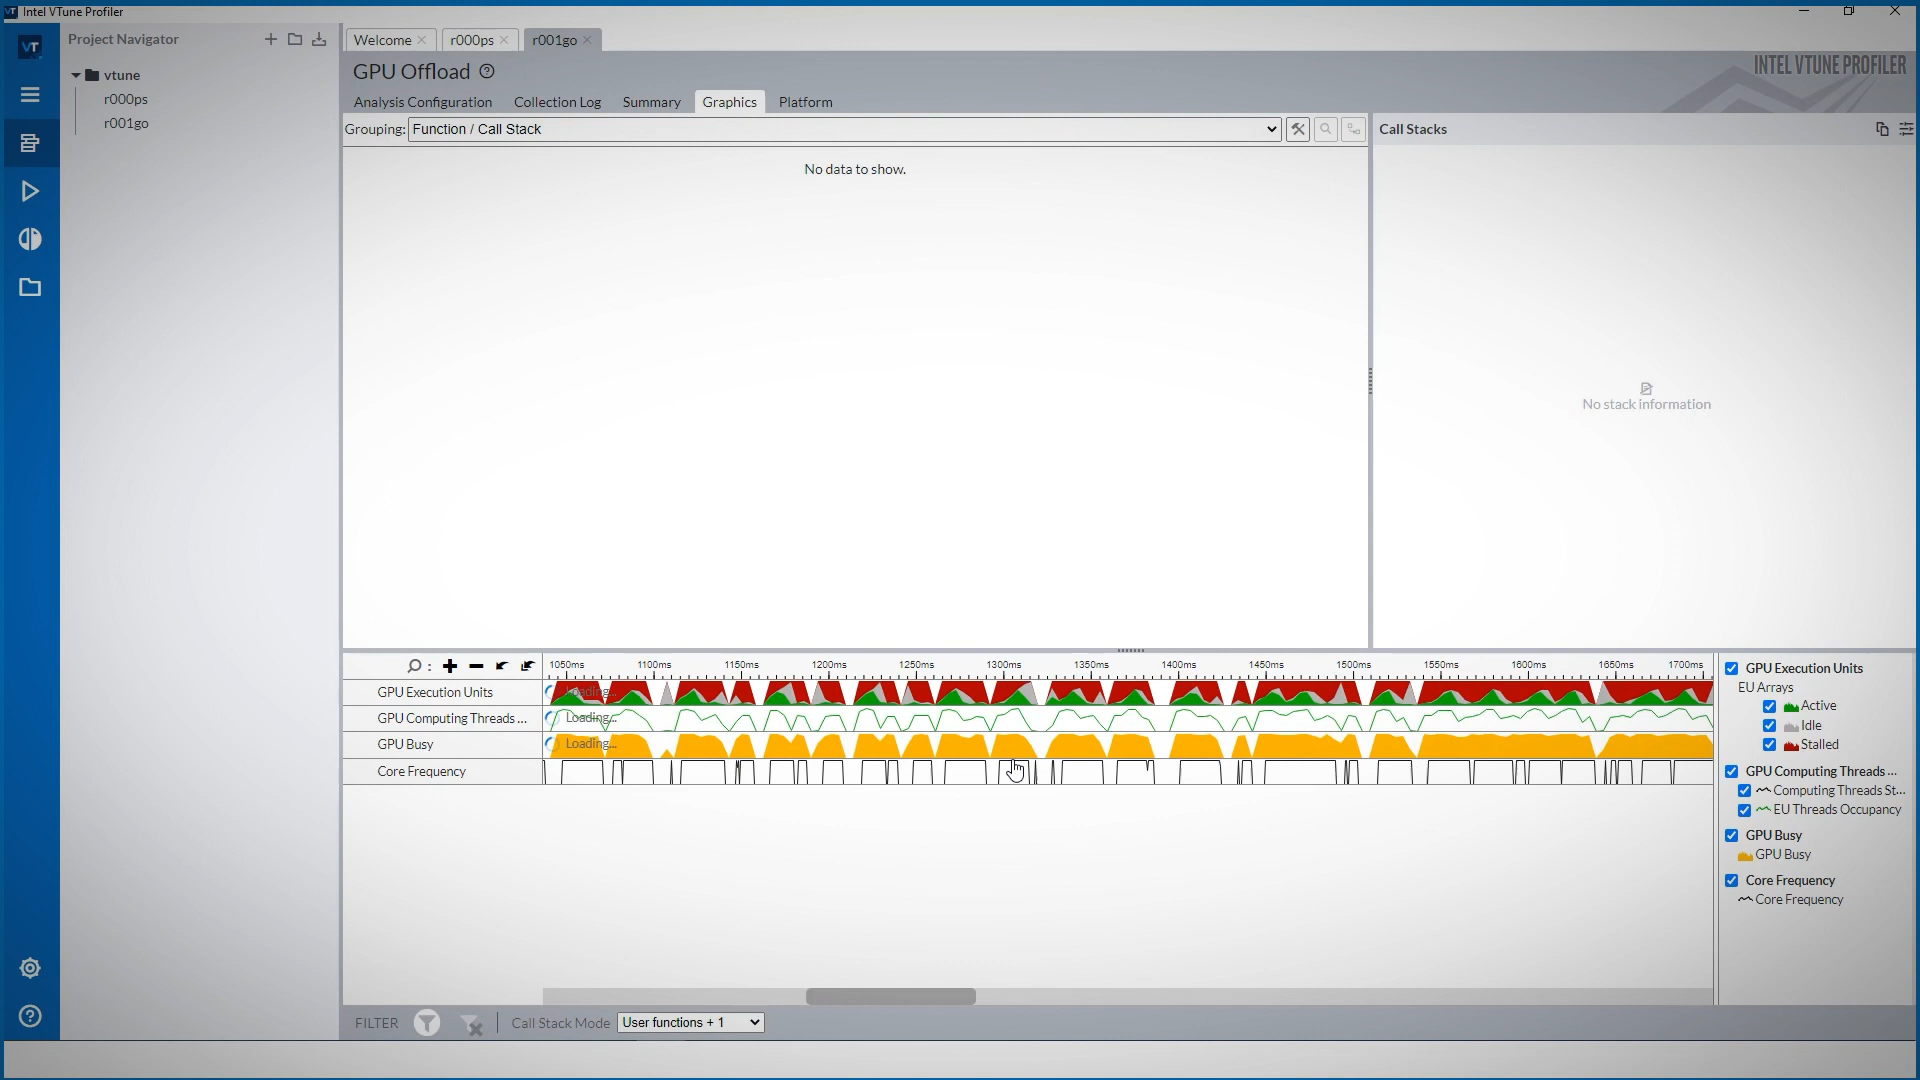 Intel VTune Profiler
VT
Project Navigator
vtune
r000ps
r001go
Welcome
r000ps
r001go
GPU Offload
INTEL VTUNE PROFILER
Analysis Configuration
Collection Log
Summary
Graphics
Platform
Grouping:
Function / Call Stack
Call Stacks
No data to show.
No stack information
1050ms
1100ms
1150ms
1200ms
1250ms
1300ms
1350ms
1400ms
1450ms
1500ms
1550ms
1600ms
1650ms
1700ms
GPU Execution Units
Loading...
GPU Computing Threads ...
Loading...
GPU Busy
Loading...
Core Frequency
GPU Execution Units
EU Arrays
Active
Idle
Stalled
GPU Computing Threads ...
Computing Threads St...
EU Threads Occupancy
GPU Busy
GPU Busy
Core Frequency
Core Frequency
FILTER
Call Stack Mode
User functions + 1